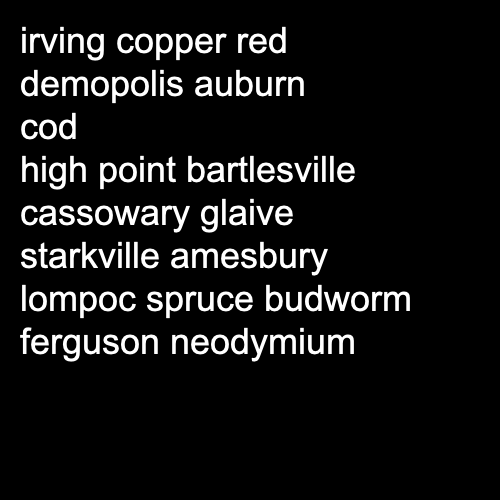 irving copper red
demopolis auburn
cod
high point bartlesville
cassowary glaive
starkville amesbury
lompoc spruce budworm
ferguson neodymium